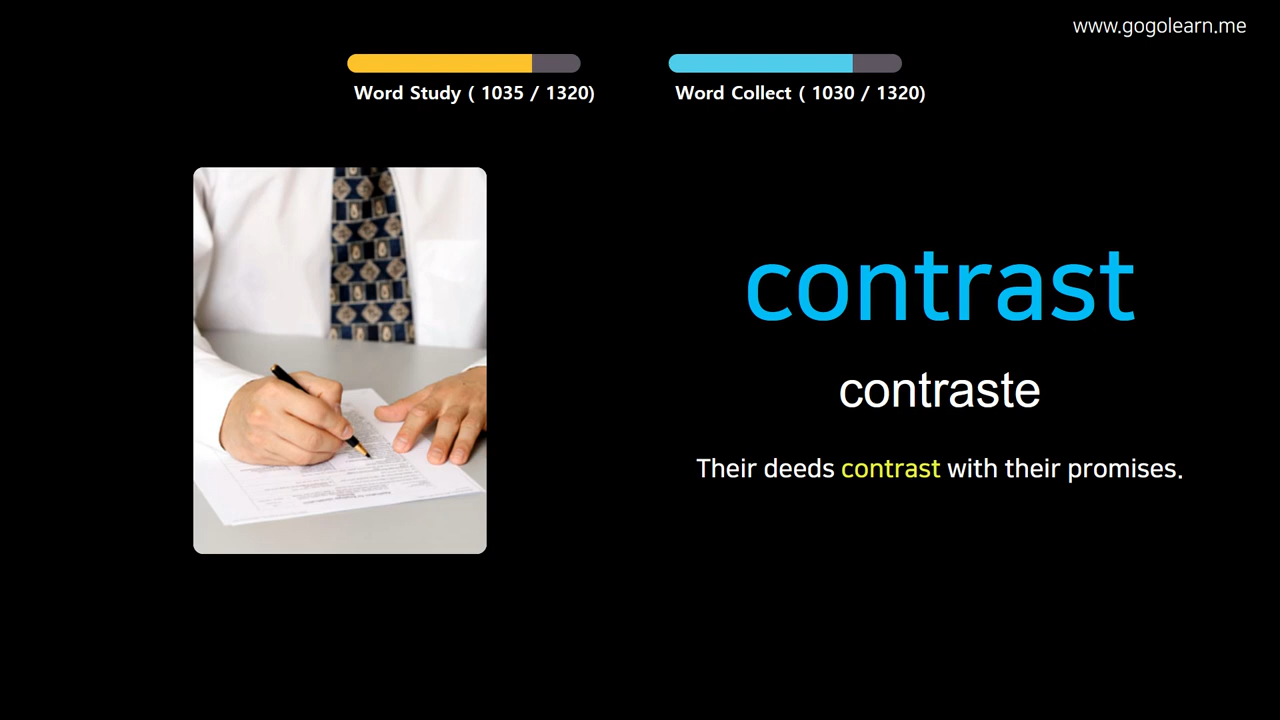 www.gogolearn.me
Word Study ( 1035 / 1320)
Word Collect ( 1030 / 1320)
contrast
contraste
Their deeds contrast with their promises.